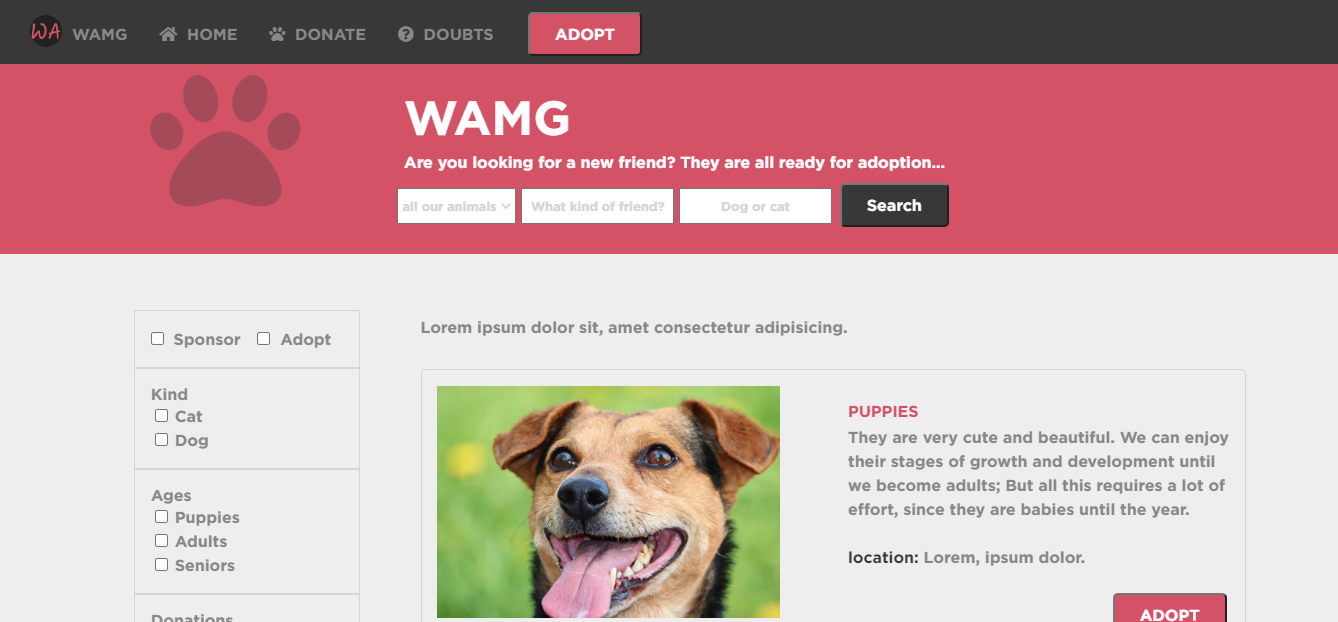 WA WAMG HOME DONATE DOUBTS ADOPT
WAMG
Are you looking for a new friend? They are all ready for adoption...
all our animals What kind of friend? Dog or cat Search
Sponsor Adopt
Kind
Cat
Dog
Ages
Puppies
Adults
Seniors
Donations
Lorem ipsum dolor sit, amet consectetur adipisicing.
PUPPIES
They are very cute and beautiful. We can enjoy
their stages of growth and development until
we become adults; But all this requires a lot of
effort, since they are babies until the year.
location: Lorem, ipsum dolor.
ADOPT